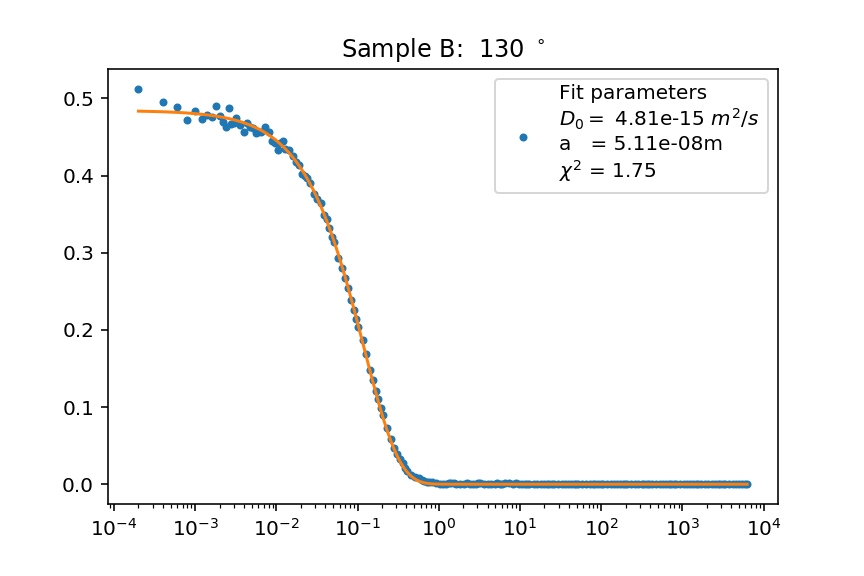 Sample B:  130 °
Fit parameters
D₀ = 4.81e-15 m²/s
a   = 5.11e-08m
χ² = 1.75
0.5
0.4
0.3
0.2
0.1
0.0
10⁻⁴ 10⁻³ 10⁻² 10⁻¹ 10⁰ 10¹ 10² 10³ 10⁴